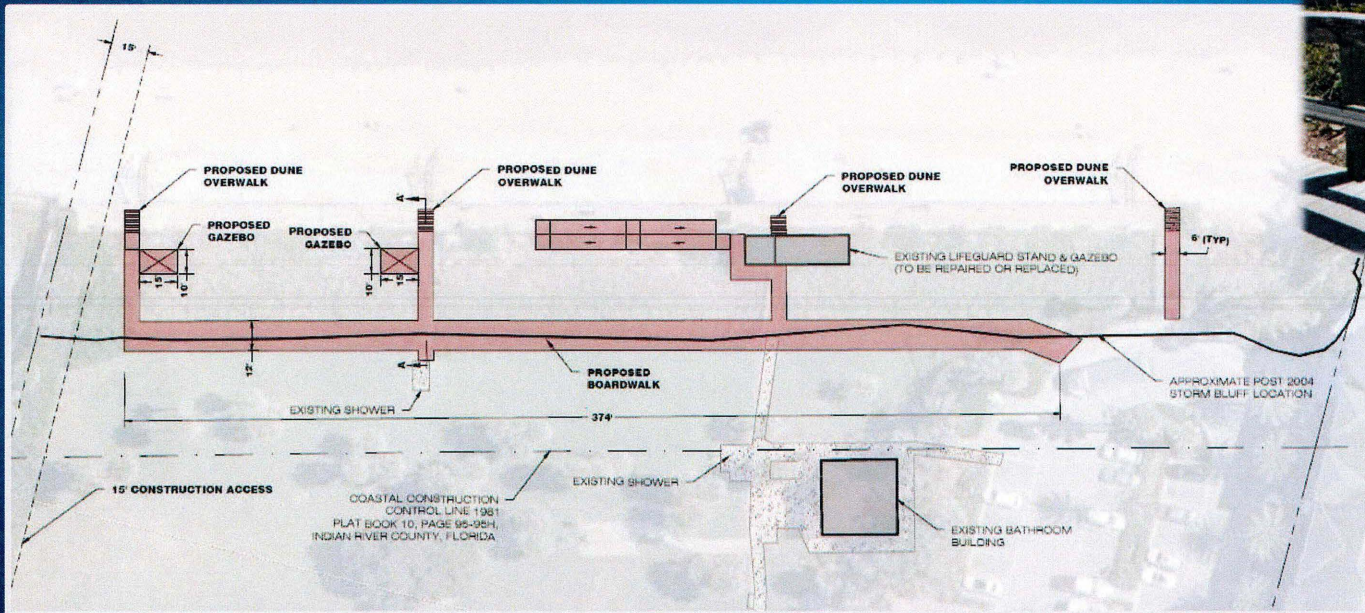 15'
PROPOSED DUNE
OVERWALK
PROPOSED
GAZEBO
PROPOSED
GAZEBO
A'
PROPOSED DUNE
OVERWALK
PROPOSED DUNE
OVERWALK
PROPOSED DUNE
OVERWALK
6' (TYP)
EXISTING LIFEGUARD STAND & GAZEBO
(TO BE REPAIRED OR REPLACED)
15'
10'
10'
15'
12'
A
PROPOSED
BOARDWALK
EXISTING SHOWER
374'
APPROXIMATE POST 2004
STORM BLUFF LOCATION
15' CONSTRUCTION ACCESS
COASTAL CONSTRUCTION
CONTROL LINE 1981
PLAT BOOK 10, PAGE 95-95H,
INDIAN RIVER COUNTY, FLORIDA
EXISTING SHOWER
EXISTING BATHROOM
BUILDING